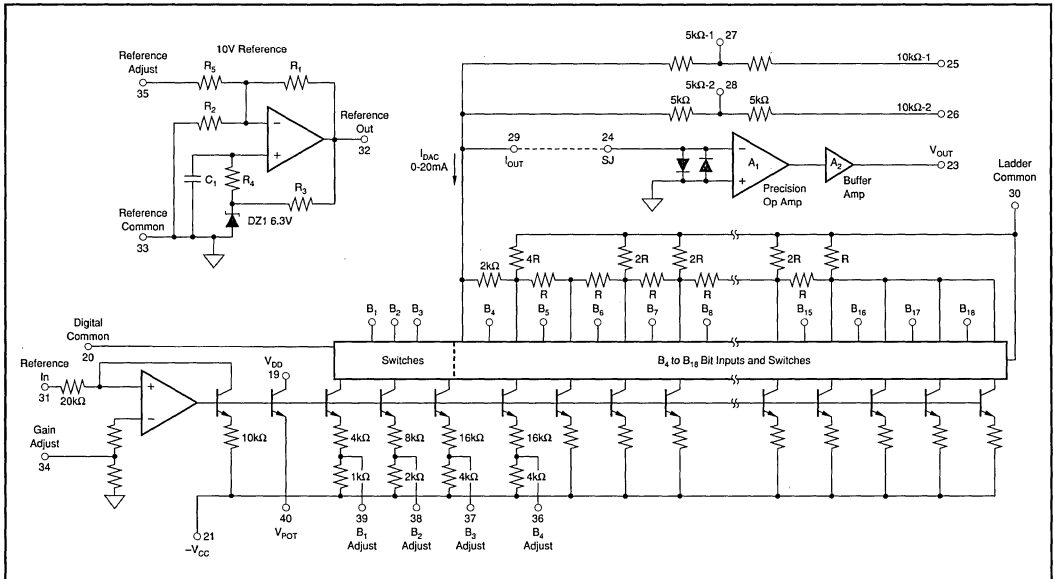 10V Reference
Reference
Adjust
35
R5
R1
R2
Reference
Out
32
C1
R4
R3
DZ1 6.3V
Reference
Common
33
5kΩ-1
27
10kΩ-1
25
5kΩ-2
28
5kΩ
5kΩ
10kΩ-2
26
IDAC
0-20mA
29
IOUT
24
SJ
A1
A2
Precision
Op Amp
Buffer
Amp
VOUT
23
Ladder
Common
30
4R
2R
2R
2R
R
2kΩ
R
R
R
R
R
B1
B2
B3
B4
B5
B6
B7
B8
B15
B16
B17
B18
Digital
Common
20
Switches
B4 to B18 Bit Inputs and Switches
Reference
In
31
20kΩ
Gain
Adjust
34
VDD
19
10kΩ
4kΩ
8kΩ
16kΩ
16kΩ
1kΩ
2kΩ
4kΩ
4kΩ
21
–VCC
40
VPOT
39
B1
Adjust
38
B2
Adjust
37
B3
Adjust
36
B4
Adjust